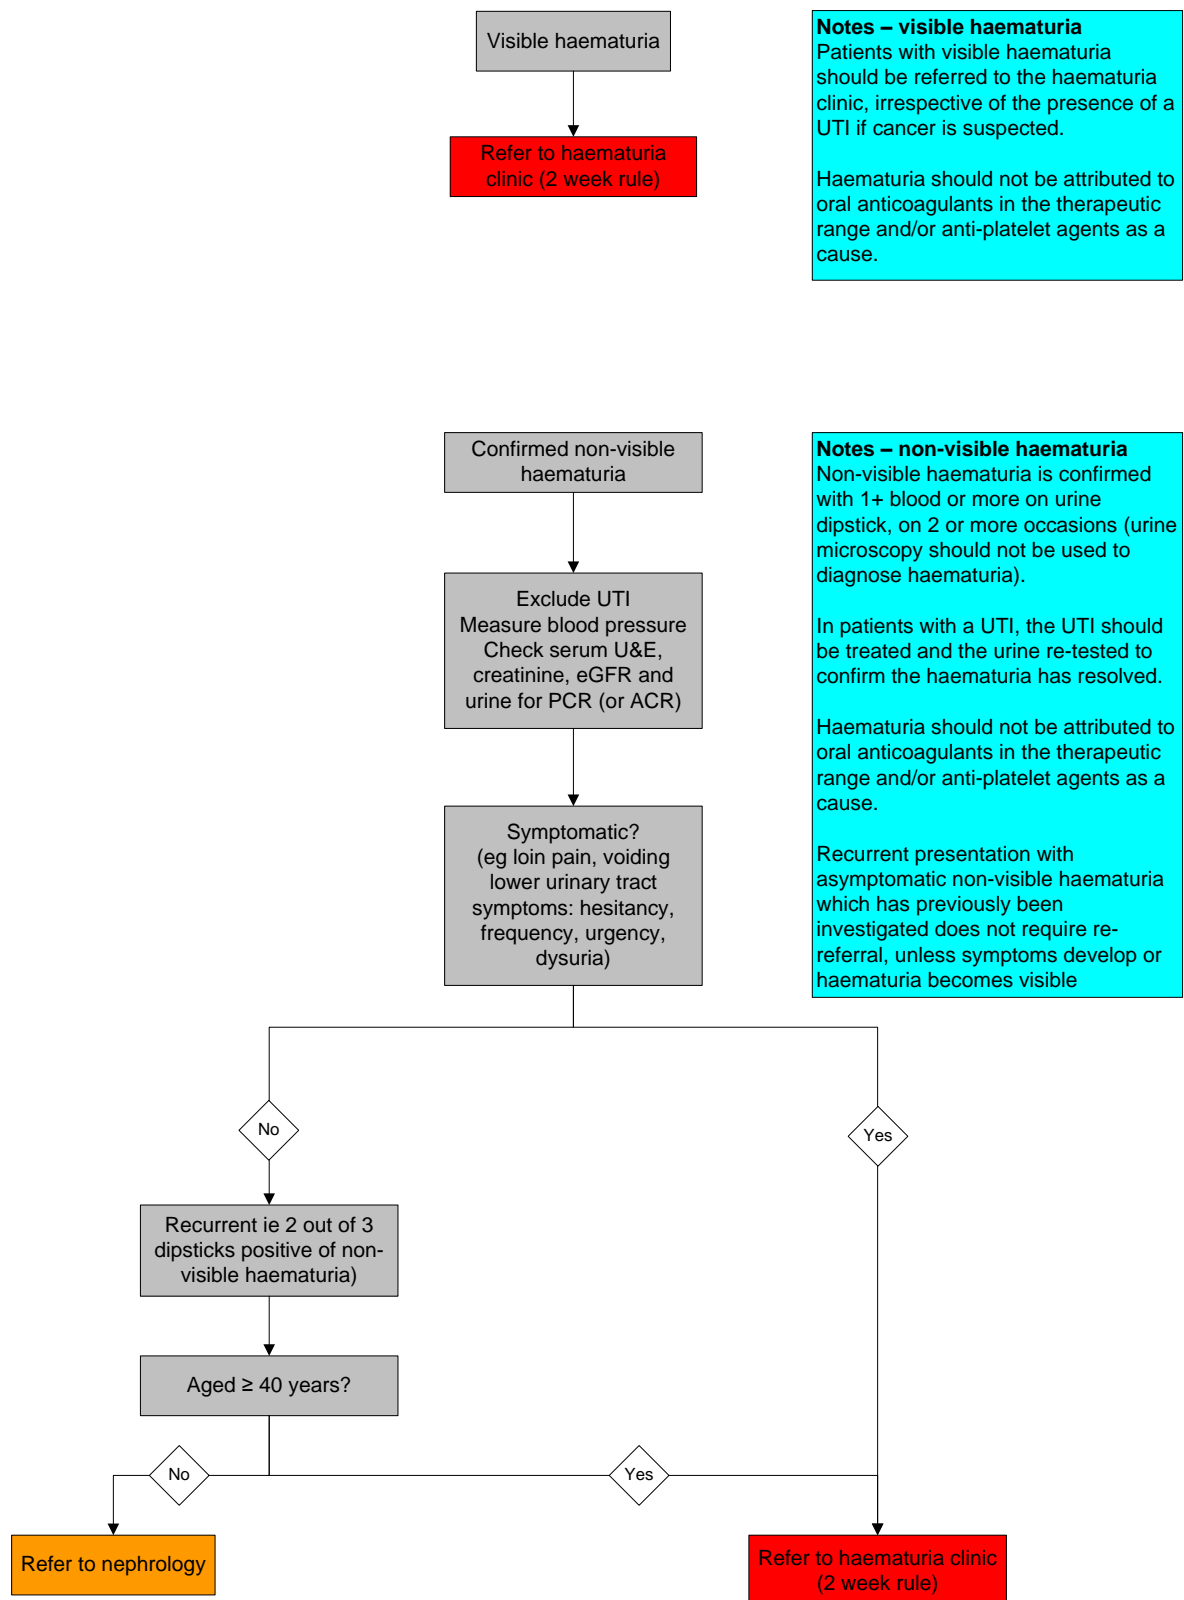 Visible haematuria
Refer to haematuria
clinic (2 week rule)
Notes – visible haematuria
Patients with visible haematuria
should be referred to the haematuria
clinic, irrespective of the presence of a
UTI if cancer is suspected.
Haematuria should not be attributed to
oral anticoagulants in the therapeutic
range and/or anti-platelet agents as a
cause.
Confirmed non-visible
haematuria
Exclude UTI
Measure blood pressure
Check serum U&E,
creatinine, eGFR and
urine for PCR (or ACR)
Symptomatic?
(eg loin pain, voiding
lower urinary tract
symptoms: hesitancy,
frequency, urgency,
dysuria)
Notes – non-visible haematuria
Non-visible haematuria is confirmed
with 1+ blood or more on urine
dipstick, on 2 or more occasions (urine
microscopy should not be used to
diagnose haematuria).
In patients with a UTI, the UTI should
be treated and the urine re-tested to
confirm the haematuria has resolved.
Haematuria should not be attributed to
oral anticoagulants in the therapeutic
range and/or anti-platelet agents as a
cause.
Recurrent presentation with
asymptomatic non-visible haematuria
which has previously been
investigated does not require re-
referral, unless symptoms develop or
haematuria becomes visible
No
Yes
Recurrent ie 2 out of 3
dipsticks positive of non-
visible haematuria)
Aged ≥ 40 years?
No
Yes
Refer to nephrology
Refer to haematuria clinic
(2 week rule)